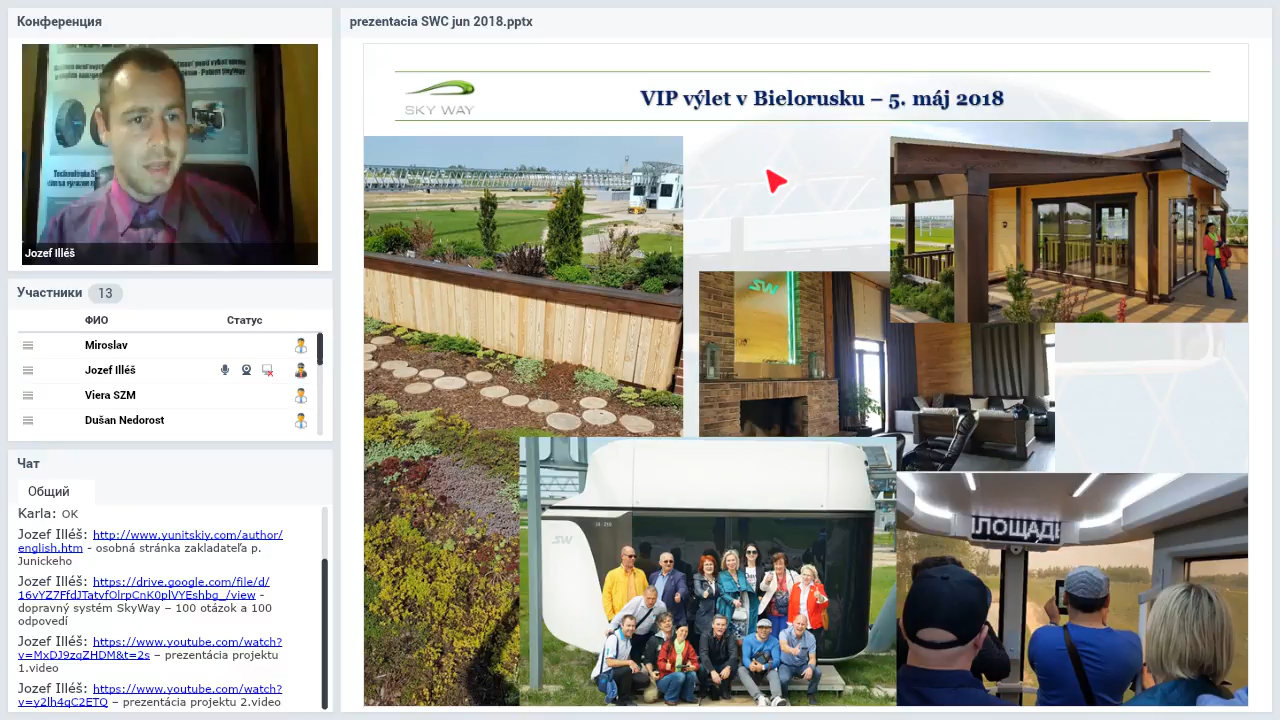 Конференция
Jozef Illéš
Участники 13
ФИО Статус
Miroslav
Jozef Illéš
Viera SZM
Dušan Nedorost
Чат
Общий
Karla: OK
Jozef Illéš: http://www.yunitskiy.com/author/
english.htm - osobná stránka zakladateľa p.
Junickeho
Jozef Illéš: https://drive.google.com/file/d/
16vYZ7FfdJTatvfOlrpCnK0plVYEshbg_/view -
dopravný systém SkyWay – 100 otázok a 100
odpovedí
Jozef Illéš: https://www.youtube.com/watch?
v=MxDJ9zqZHDM&t=2s – prezentácia projektu
1.video
Jozef Illéš: https://www.youtube.com/watch?
v=y2lh4qC2ETQ – prezentácia projektu 2.video
prezentacia SWC jun 2018.pptx
SKY WAY
VIP výlet v Bielorusku – 5. máj 2018
SW
SW
ЛОЩАДЬ